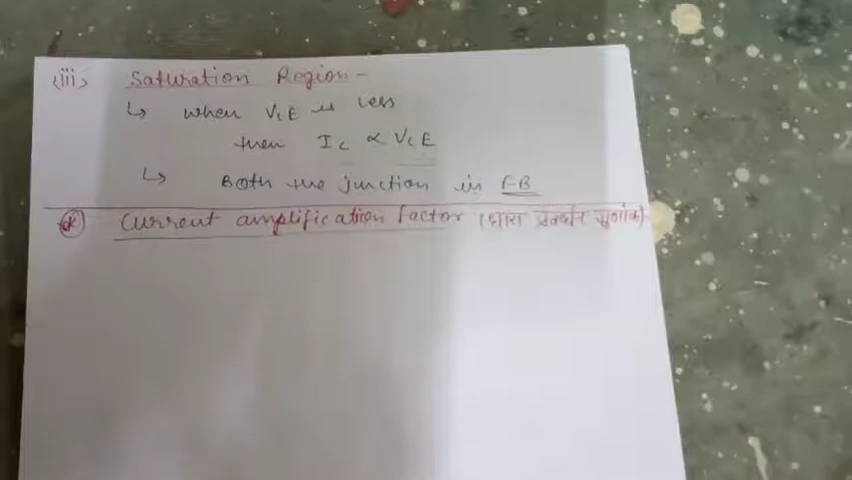 (iii) Saturation Region -
↳ when VCE is less
then IC ∝ VCE
↳ Both the junction in FB
* Current amplification factor (धारा प्रवर्धन गुणांक)